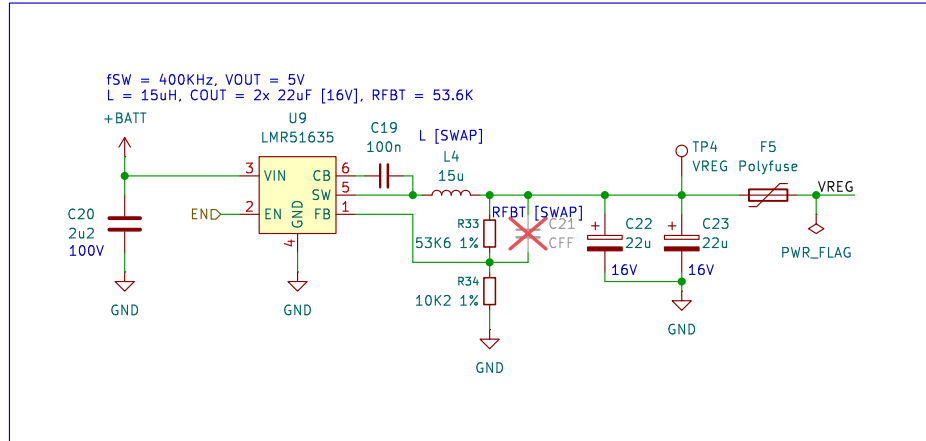 fSW = 400KHz, VOUT = 5V
L = 15uH, COUT = 2x 22uF [16V], RFBT = 53.6K
+BATT
U9
LMR51635
C19
100n
L [SWAP]
L4
15u
TP4
VREG
F5
Polyfuse
3
VIN
CB
6
SW
5
2
EN
FB
1
GND
4
END
VREG
C20
2u2
100V
RFBT [SWAP]
R33
53K6 1%
C21
CFF
+
C22
22u
16V
+
C23
22u
16V
PWR_FLAG
R34
10K2 1%
GND
GND
GND
GND